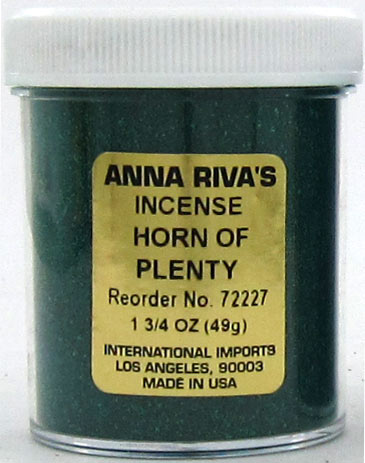 ANNA RIVA'S
INCENSE
HORN OF
PLENTY
Reorder No. 72227
1 3/4 OZ (49g)
INTERNATIONAL IMPORTS
LOS ANGELES, 90003
MADE IN USA